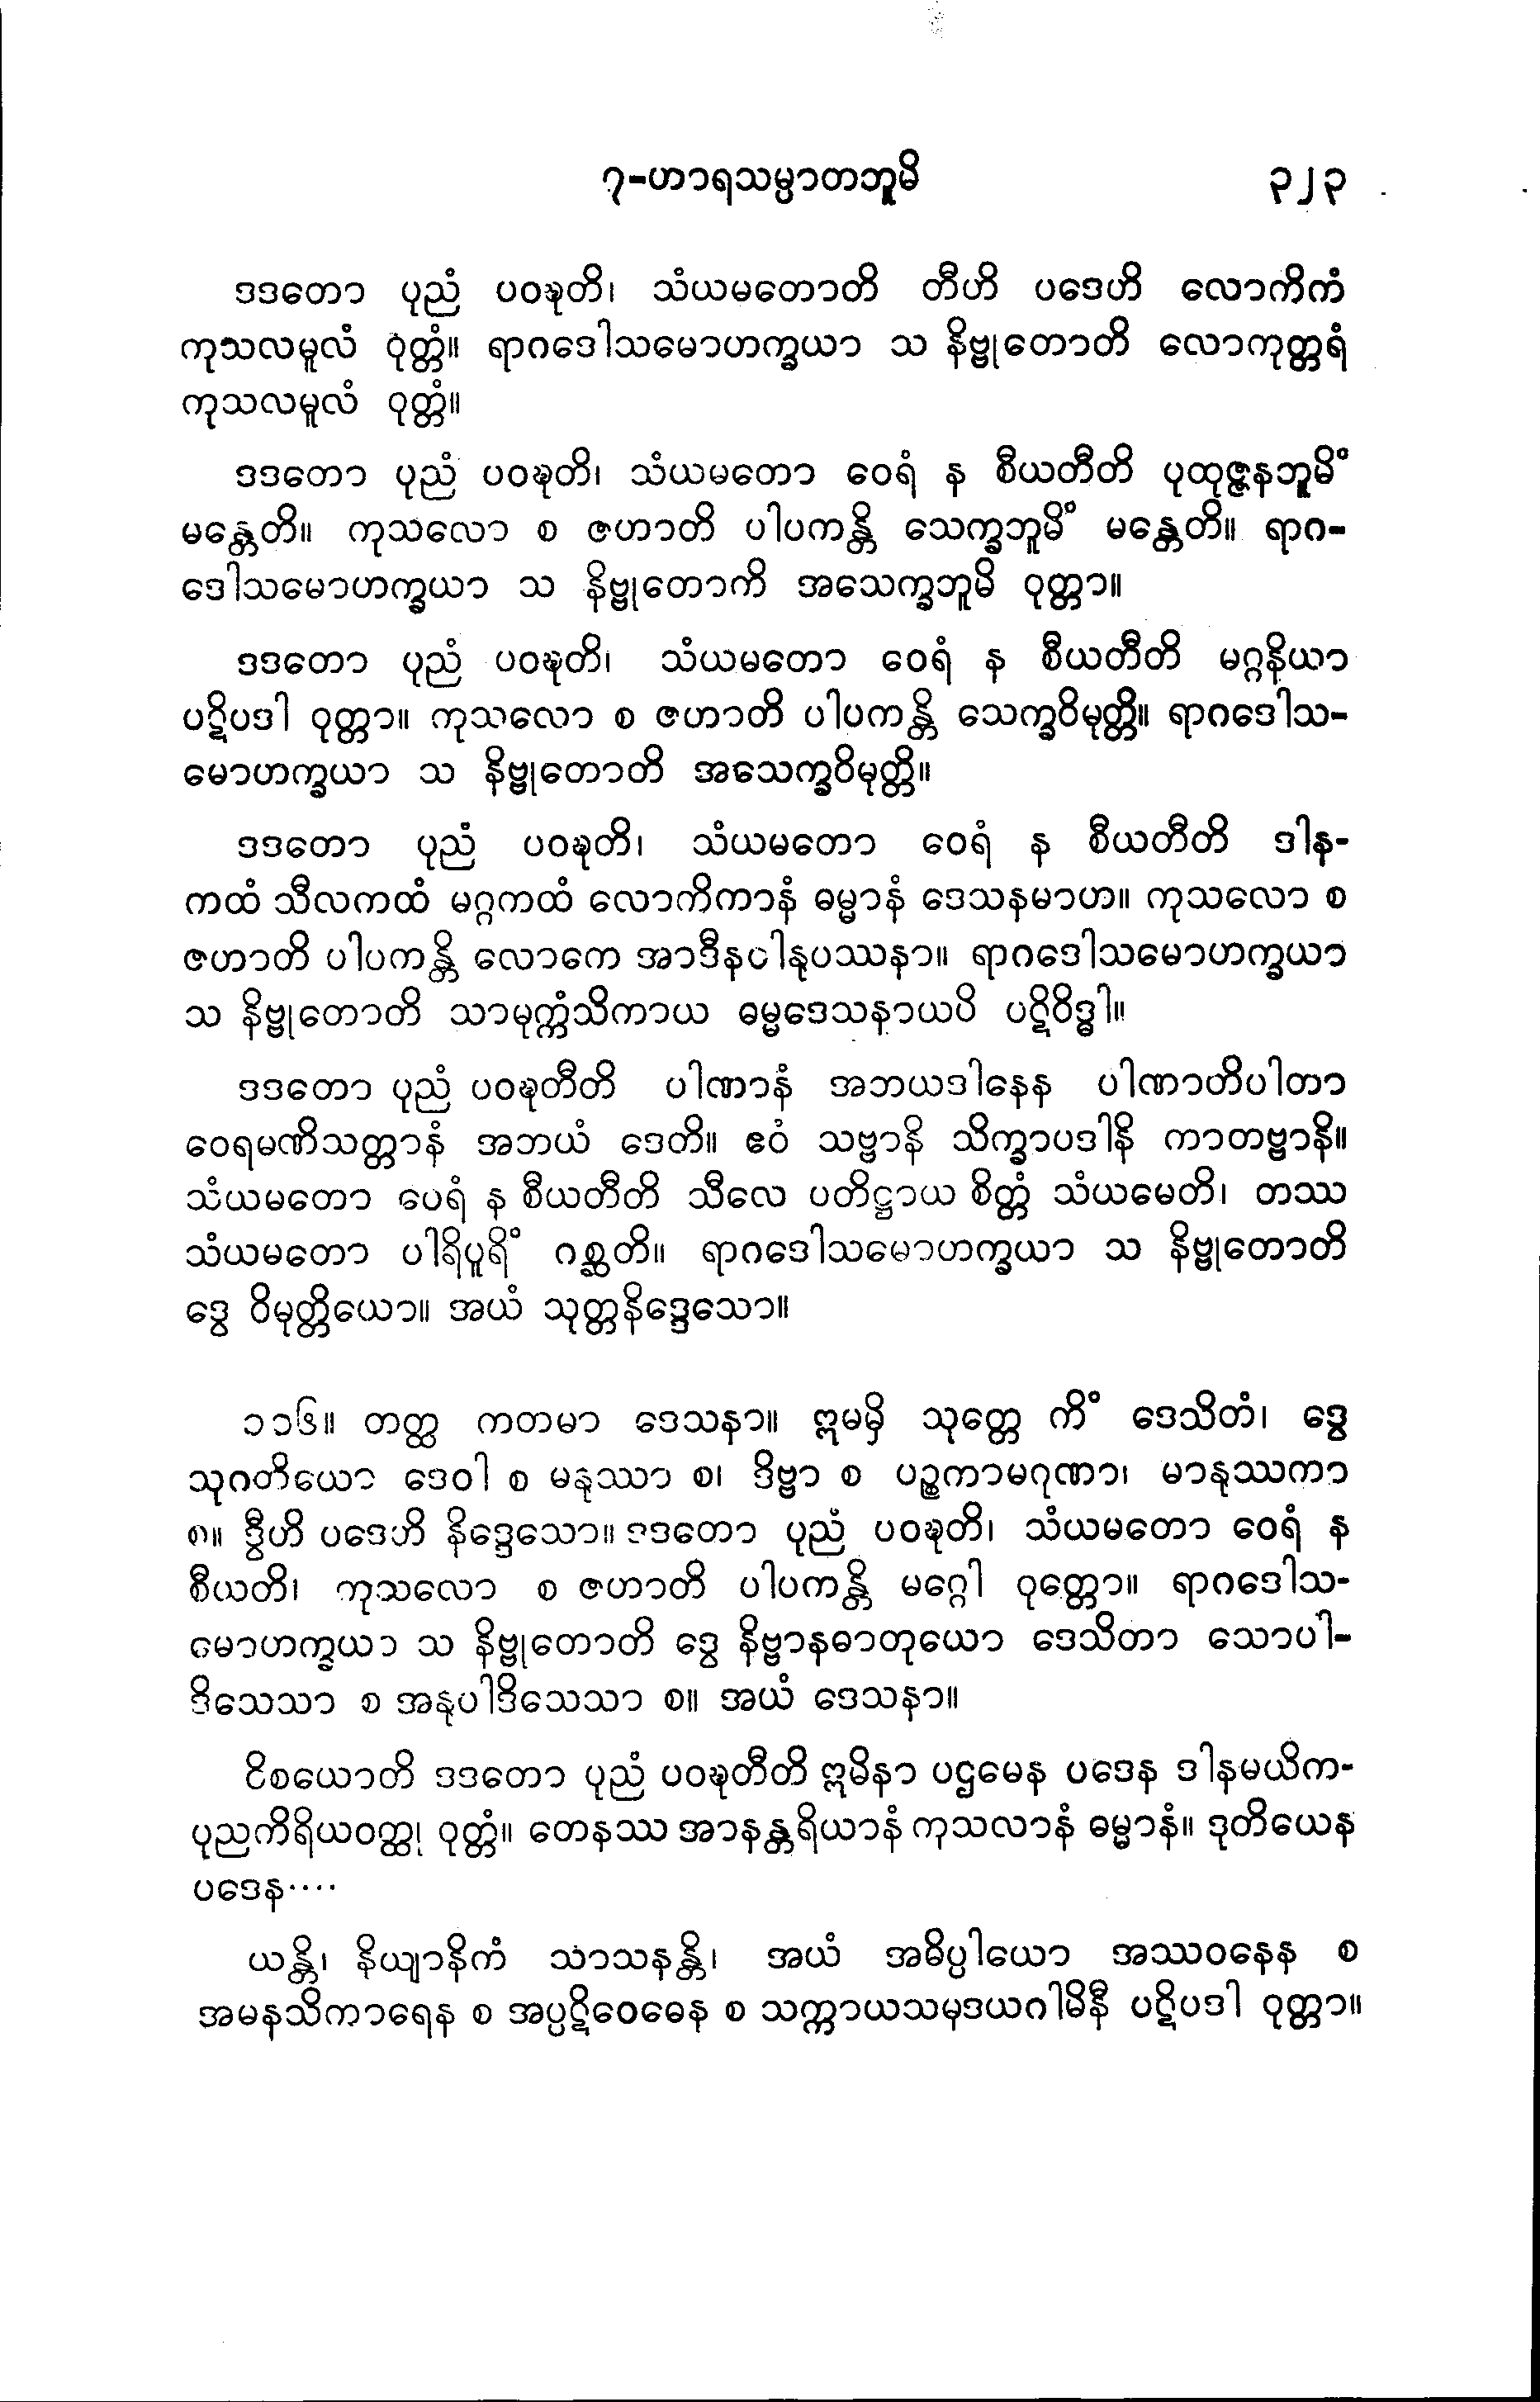 ၇-ဟာရသမ္ပာတဘူမိ ၃၂၃
ဒဒတော ပုညံ ပဝဍ္ဎတိ၊ သံယမတောတိ တီဟိ ပဒေဟိ လောကိကံ
ကုသလမူလံ ဝုတ္တံ။ ရာဂဒေါသမောဟက္ခယာ သ နိဗ္ဗုတောတိ လောကုတ္တရံ
ကုသလမူလံ ဝုတ္တံ။
ဒဒတော ပုညံ ပဝဍ္ဎတိ၊ သံယမတော ဝေရံ န စီယတီတိ ပုထုဇ္ဇနဘူမိံ
မန္တေတိ။ ကုသလော စ ဇဟာတိ ပါပကန္တိ သေက္ခဘူမိံ မန္တေတိ။ ရာဂ-
ဒေါသမောဟက္ခယာ သ နိဗ္ဗုတောကိ အသေက္ခဘူမိ ဝုတ္တာ။
ဒဒတော ပုညံ ပဝဍ္ဎတိ၊ သံယမတော ဝေရံ န စီယတီတိ မဂ္ဂနိယာ
ပဋိပဒါ ဝုတ္တာ။ ကုသလော စ ဇဟာတိ ပါပကန္တိ သေက္ခဝိမုတ္တိ။ ရာဂဒေါသ-
မောဟက္ခယာ သ နိဗ္ဗုတောတိ အသေက္ခဝိမုတ္တိ။
ဒဒတော ပုညံ ပဝဍ္ဎတိ၊ သံယမတော ဝေရံ န စီယတီတိ ဒါန-
ကထံ သီလကထံ မဂ္ဂကထံ လောကိကာနံ ဓမ္မာနံ ဒေသနမာဟ။ ကုသလော စ
ဇဟာတိ ပါပကန္တိ လောကေ အာဒီနဝါနုပဿနာ။ ရာဂဒေါသမောဟက္ခယာ
သ နိဗ္ဗုတောတိ သာမုက္ကံသိကာယ ဓမ္မဒေသနာယပိ ပဋိဝိဒ္ဓါ။
ဒဒတော ပုညံ ပဝဍ္ဎတီတိ ပါဏာနံ အဘယဒါနေန ပါဏာတိပါတာ
ဝေရမဏိသတ္တာနံ အဘယံ ဒေတိ။ ဧဝံ သဗ္ဗာနိ သိက္ခာပဒါနိ ကာတဗ္ဗာနိ။
သံယမတော ပေရံ န စီယတီတိ သီလေ ပတိဋ္ဌာယ စိတ္တံ သံယမေတိ၊ တဿ
သံယမတော ပါရိပူရိံ ဂစ္ဆတိ။ ရာဂဒေါသမောဟက္ခယာ သ နိဗ္ဗုတောတိ
ဒွေ ဝိမုတ္တိယော။ အယံ သုတ္တနိဒ္ဒေသော။
၁၁၆။ တတ္ထ ကတမာ ဒေသနာ။ ဣမမှိ သုတ္တေ ကိံ ဒေသိတံ၊ ဒွေ
သုဂတိယော ဒေဝါ စ မနုဿာ စ၊ ဒိဗ္ဗာ စ ပဉ္စကာမဂုဏာ၊ မာနုဿကာ
စ။ ဒွီဟိ ပဒေဟိ နိဒ္ဒေသော။ ဒဒတော ပုညံ ပဝဍ္ဎတိ၊ သံယမတော ဝေရံ န
စီယတိ၊ ကုသလော စ ဇဟာတိ ပါပကန္တိ မဂ္ဂေါ ဝုတ္တော။ ရာဂဒေါသ-
မောဟက္ခယာ သ နိဗ္ဗုတောတိ ဒွေ နိဗ္ဗာနဓာတုယော ဒေသိတာ သောပါ-
ဒိသေသာ စ အနုပါဒိသေသာ စ။ အယံ ဒေသနာ။
ဝိစယောတိ ဒဒတော ပုညံ ပဝဍ္ဎတီတိ ဣမိနာ ပဌမေန ပဒေန ဒါနမယိက-
ပုညကိရိယဝတ္ထု ဝုတ္တံ။ တေနဿ အာနန္တရိယာနံ ကုသလာနံ ဓမ္မာနံ။ ဒုတိယေန
ပဒေန....
ယန္တိ၊ နိယျာနိကံ သာသနန္တိ၊ အယံ အဓိပ္ပါယော အဿဝနေန စ
အမနသိကာရေန စ အပ္ပဋိဝေဓေန စ သက္ကာယသမုဒယဂါမိနီ ပဋိပဒါ ဝုတ္တာ။